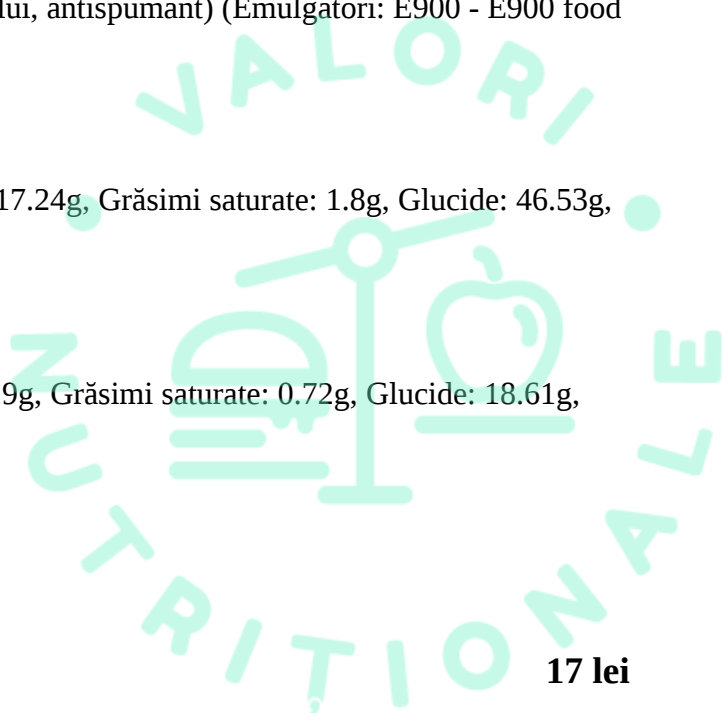 lui, antispumant) (Emulgatori: E900 - E900 food
VALORI
17.24g, Grăsimi saturate: 1.8g, Glucide: 46.53g,
9g, Grăsimi saturate: 0.72g, Glucide: 18.61g,
NUTRIȚIONALE
17 lei